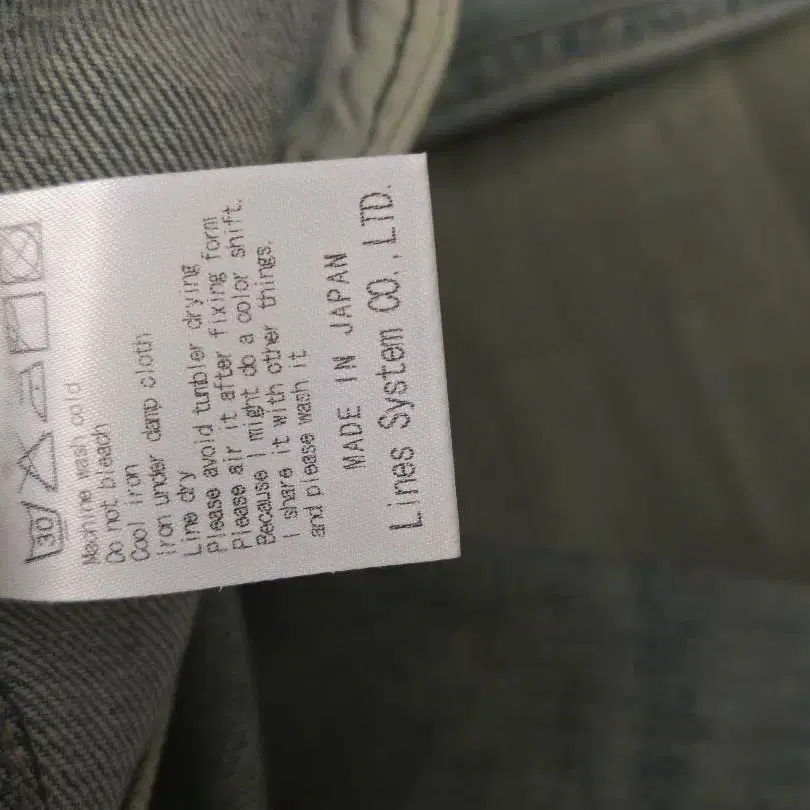 30
Machine wash cold
Do not bleach
Cool iron
iron under damp cloth
Line dry
Please avoid tumbler drying
Please air it after fixing form
Because I might do a color shift.
I share it with other things.
and please wash it
MADE IN JAPAN
Lines System CO.,LTD.